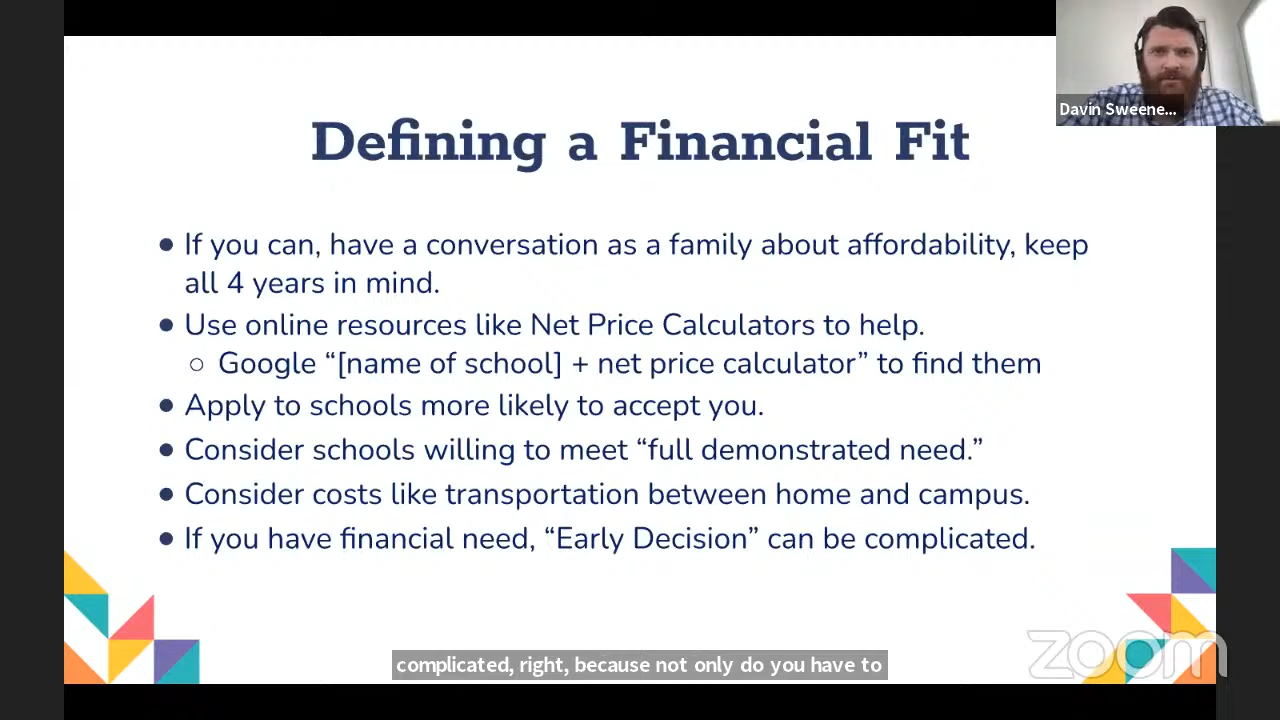 Davin Sweene...
Defining a Financial Fit
● If you can, have a conversation as a family about affordability, keep
all 4 years in mind.
● Use online resources like Net Price Calculators to help.
○ Google “[name of school] + net price calculator” to find them
● Apply to schools more likely to accept you.
● Consider schools willing to meet “full demonstrated need.”
● Consider costs like transportation between home and campus.
● If you have financial need, “Early Decision” can be complicated.
zoom
complicated, right, because not only do you have to